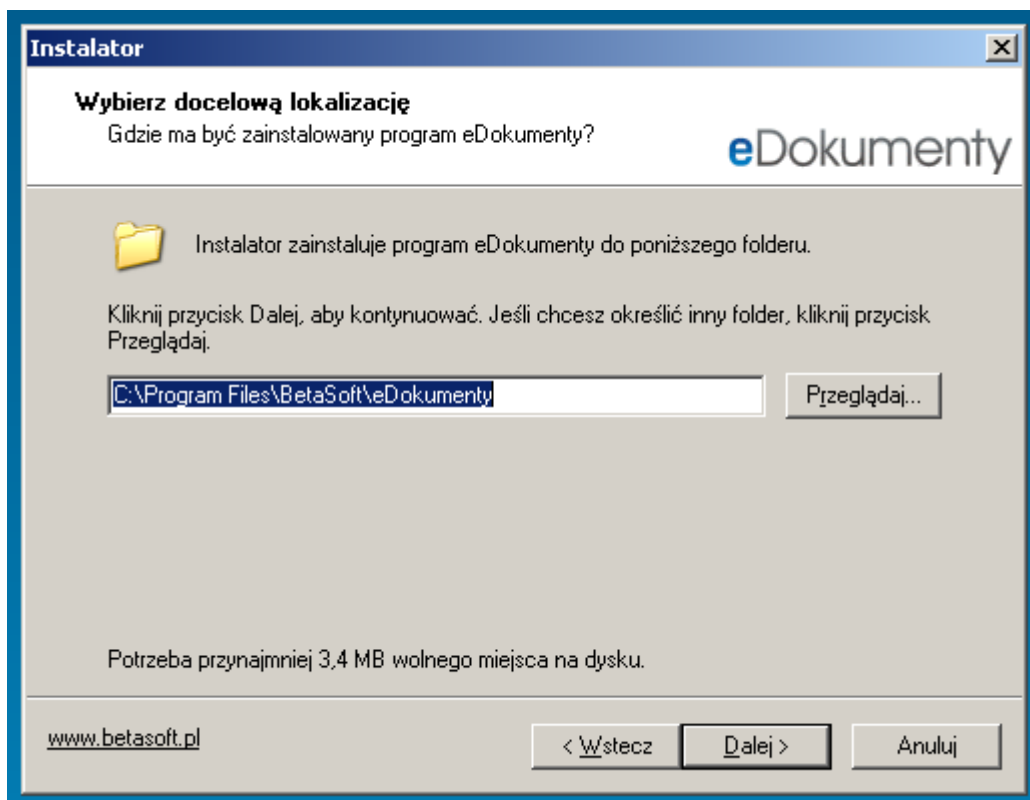 Instalator
Wybierz docelową lokalizację
Gdzie ma być zainstalowany program eDokumenty?
eDokumenty
Instalator zainstaluje program eDokumenty do poniższego folderu.
Kliknij przycisk Dalej, aby kontynuować. Jeśli chcesz określić inny folder, kliknij przycisk
Przeglądaj.
C:\Program Files\BetaSoft\eDokumenty
Przeglądaj...
Potrzeba przynajmniej 3,4 MB wolnego miejsca na dysku.
www.betasoft.pl
< Wstecz
Dalej >
Anuluj